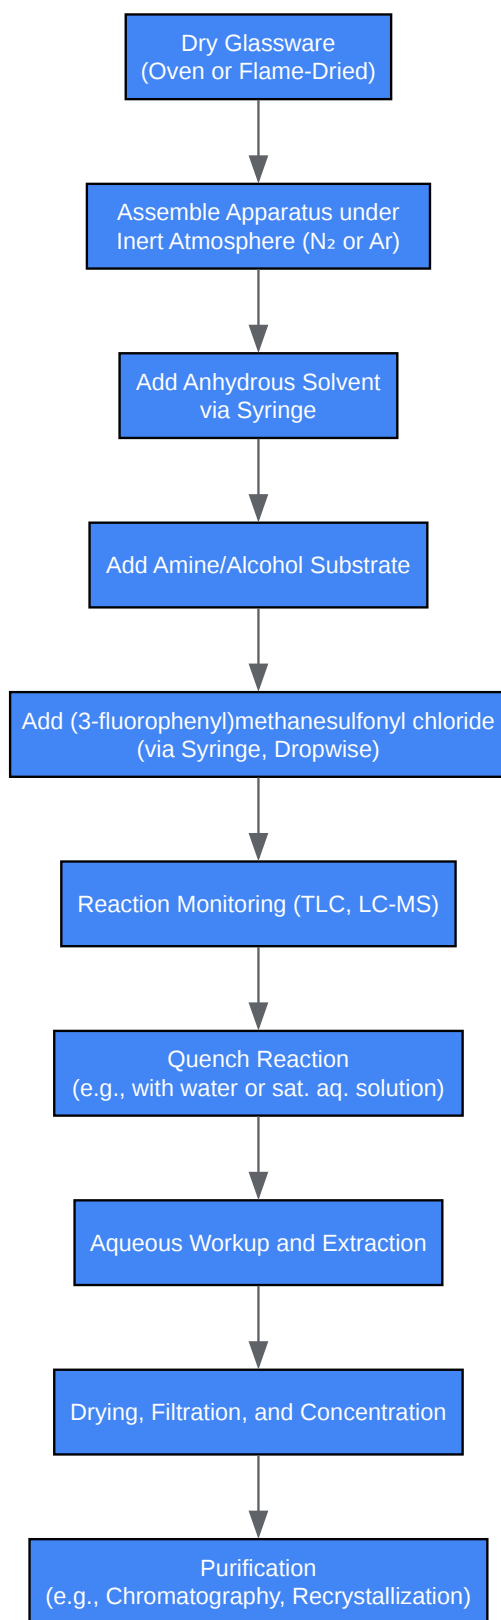 Dry Glassware
(Oven or Flame-Dried)
Assemble Apparatus under
Inert Atmosphere (N₂ or Ar)
Add Anhydrous Solvent
via Syringe
Add Amine/Alcohol Substrate
Add (3-fluorophenyl)methanesulfonyl chloride
(via Syringe, Dropwise)
Reaction Monitoring (TLC, LC-MS)
Quench Reaction
(e.g., with water or sat. aq. solution)
Aqueous Workup and Extraction
Drying, Filtration, and Concentration
Purification
(e.g., Chromatography, Recrystallization)